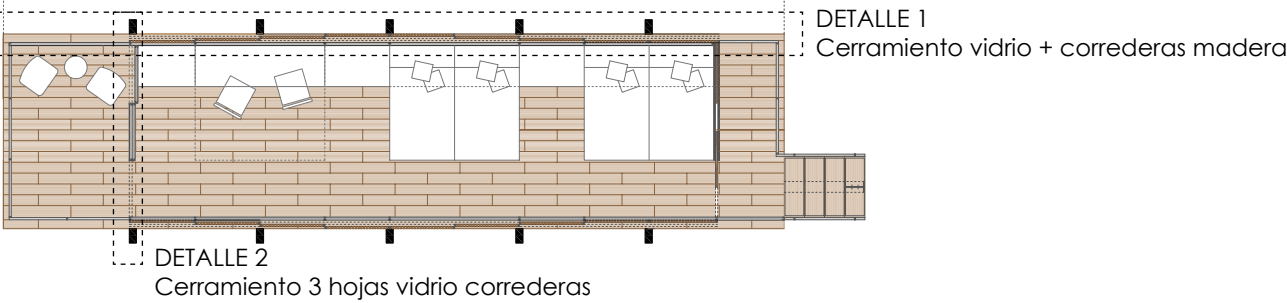 DETALLE 1
Cerramiento vidrio + correderas madera
DETALLE 2
Cerramiento 3 hojas vidrio correderas